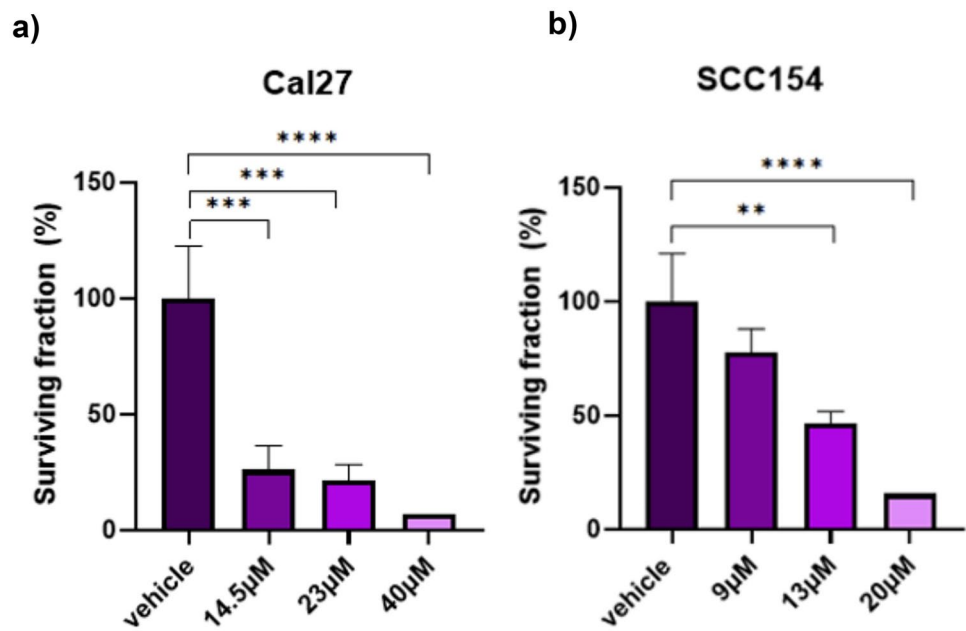 a)
Cal27
****
***
***
Surviving fraction (%)
150
100
50
0
vehicle
14.5µM
23µM
40µM
b)
SCC154
****
**
Surviving fraction (%)
150
100
50
0
vehicle
9µM
13µM
20µM